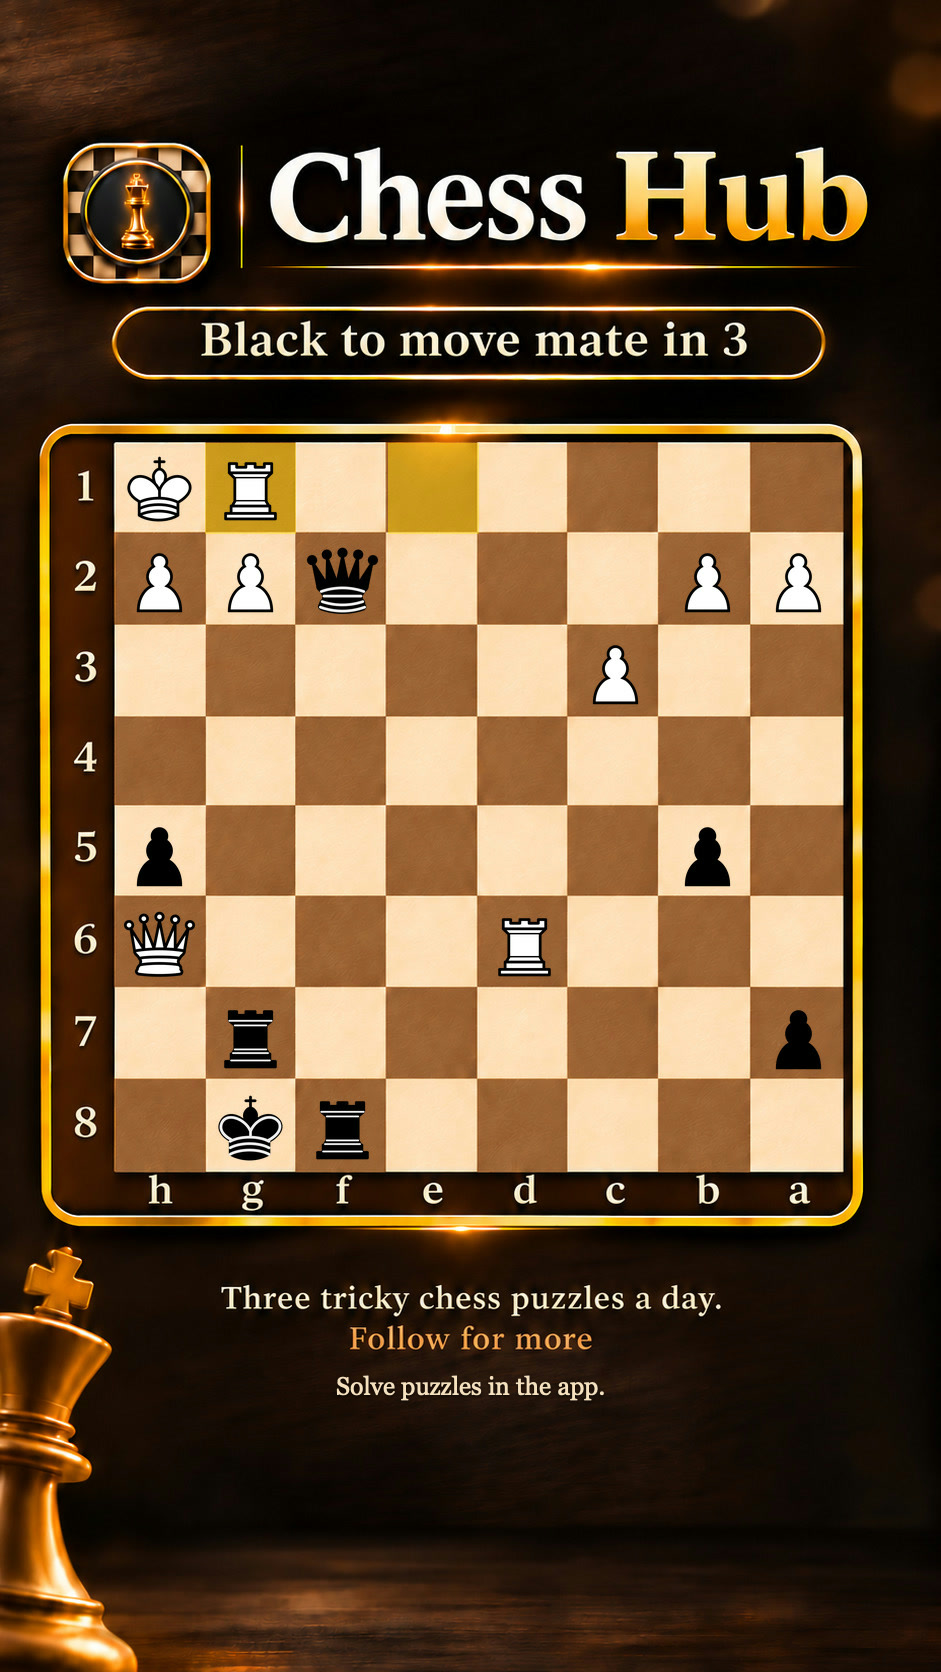 Chess Hub
Black to move mate in 3
1
2
3
4
5
6
7
8
h g f e d c b a
Three tricky chess puzzles a day.
Follow for more
Solve puzzles in the app.